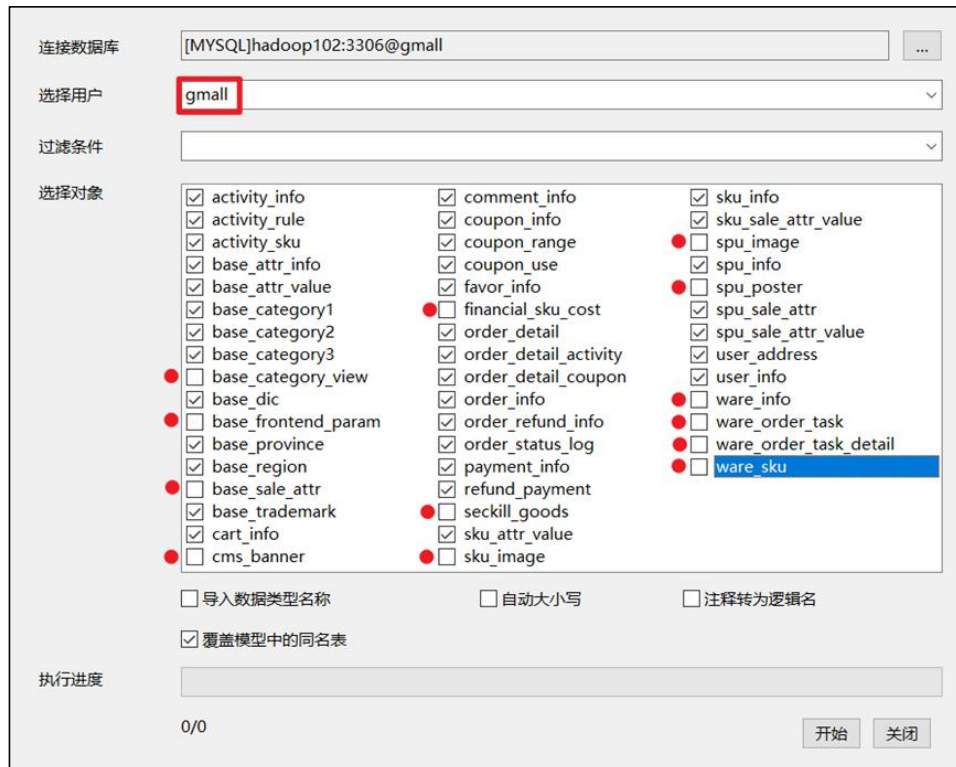 连接数据库 [MYSQL]hadoop102:3306@gmall ...
选择用户 gmall
过滤条件
选择对象
activity_info comment_info sku_info
activity_rule coupon_info sku_sale_attr_value
activity_sku coupon_range spu_image
base_attr_info coupon_use spu_info
base_attr_value favor_info spu_poster
base_category1 financial_sku_cost spu_sale_attr
base_category2 order_detail spu_sale_attr_value
base_category3 order_detail_activity user_address
base_category_view order_detail_coupon user_info
base_dic order_info ware_info
base_frontend_param order_refund_info ware_order_task
base_province order_status_log ware_order_task_detail
base_region payment_info ware_sku
base_sale_attr refund_payment
base_trademark seckill_goods
cart_info sku_attr_value
cms_banner sku_image
导入数据类型名称 自动大小写 注释转为逻辑名
覆盖模型中的同名表
执行进度
0/0 开始 关闭